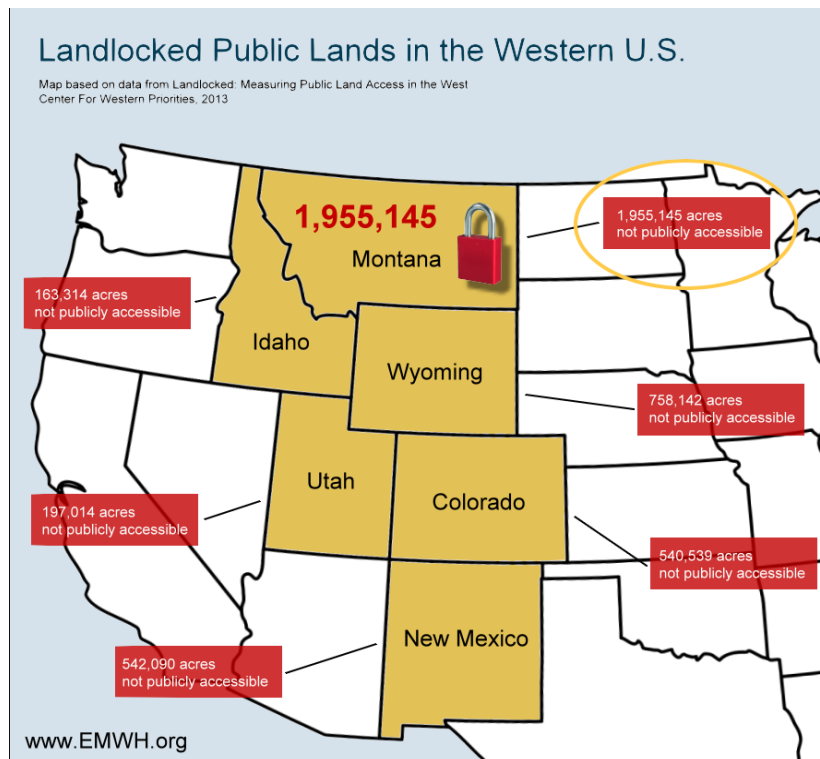 Landlocked Public Lands in the Western U.S.
Map based on data from Landlocked: Measuring Public Land Access in the West
Center For Western Priorities, 2013
1,955,145
Montana
1,955,145 acres
not publicly accessible
163,314 acres
not publicly accessible
Idaho
Wyoming
758,142 acres
not publicly accessible
Utah
Colorado
197,014 acres
not publicly accessible
540,539 acres
not publicly accessible
New Mexico
542,090 acres
not publicly accessible
www.EMWH.org